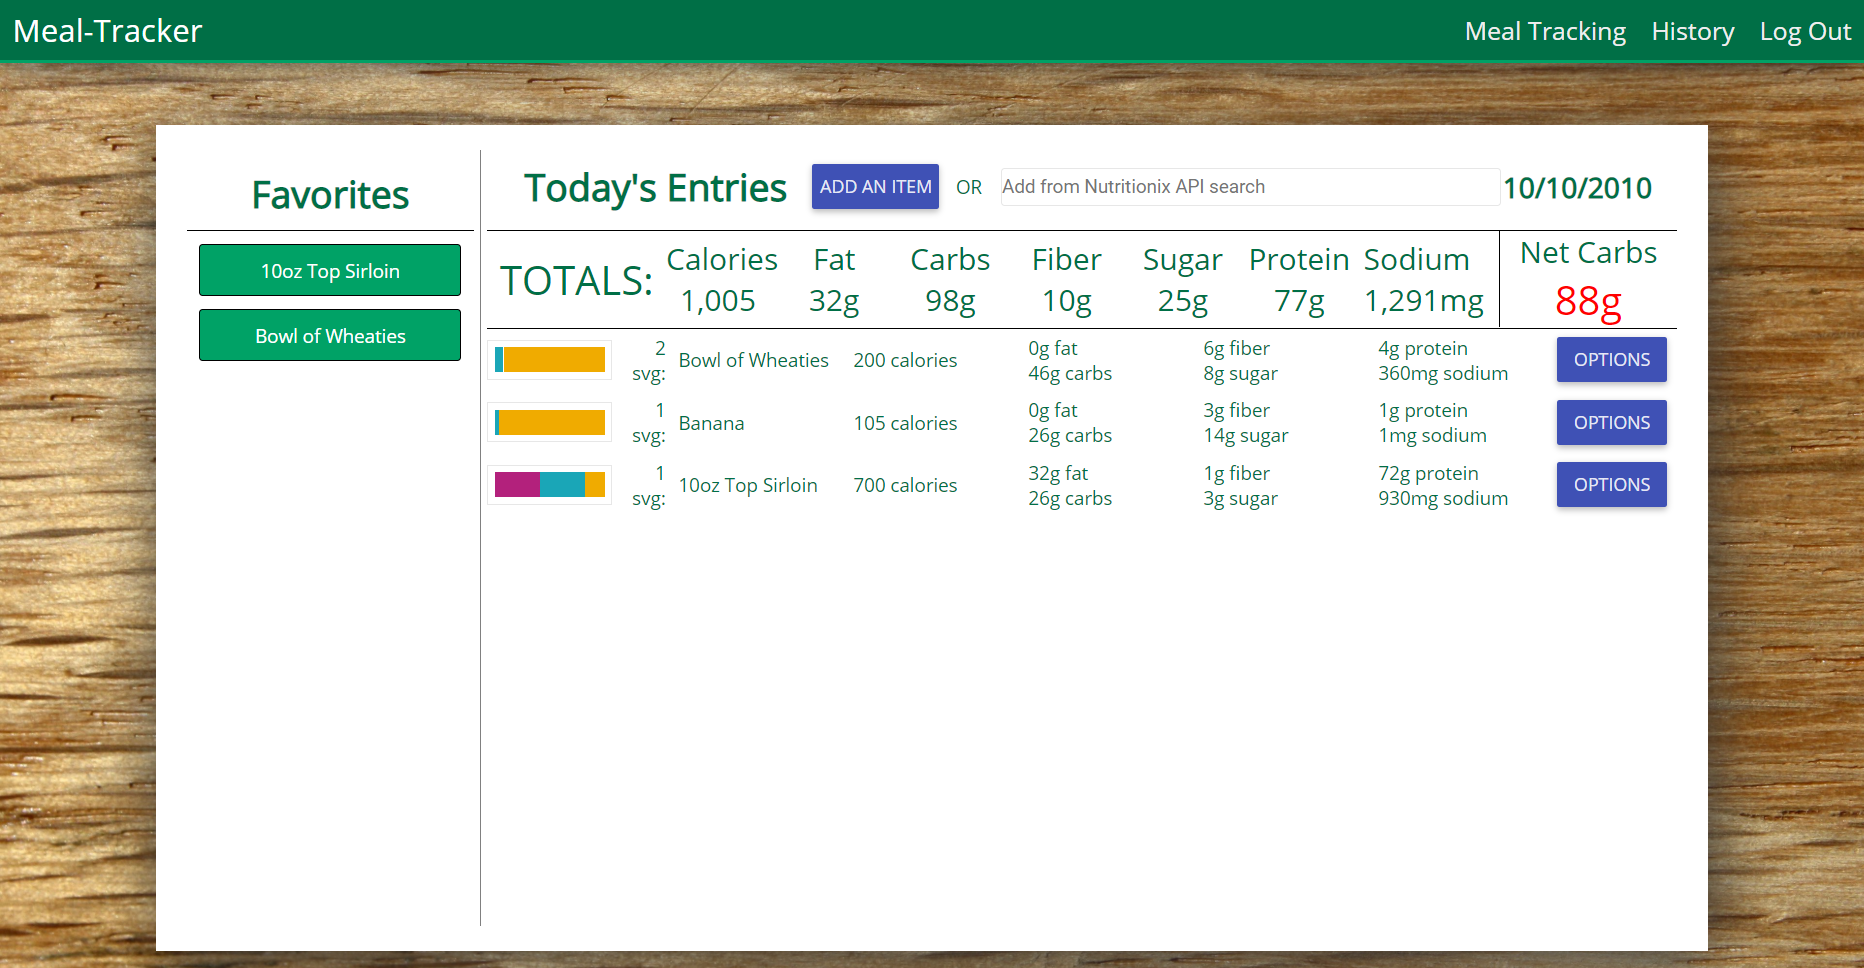 Meal-Tracker
Meal Tracking History Log Out
Favorites
10oz Top Sirloin
Bowl of Wheaties
Today's Entries ADD AN ITEM OR Add from Nutritionix API search 10/10/2010
TOTALS:
Calories Fat Carbs Fiber Sugar Protein Sodium
1,005 32g 98g 10g 25g 77g 1,291mg
Net Carbs
88g
2
svg:
Bowl of Wheaties
200 calories
0g fat
46g carbs
6g fiber
8g sugar
4g protein
360mg sodium
OPTIONS
1
svg:
Banana
105 calories
0g fat
26g carbs
3g fiber
14g sugar
1g protein
1mg sodium
OPTIONS
1
svg:
10oz Top Sirloin
700 calories
32g fat
26g carbs
1g fiber
3g sugar
72g protein
930mg sodium
OPTIONS